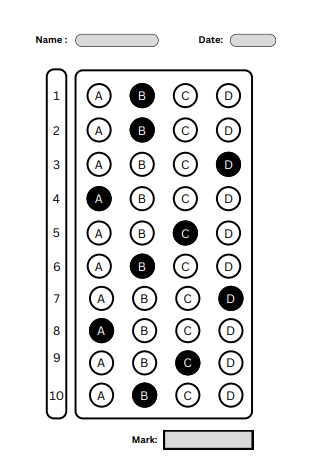 Name : Date:
1 A B C D
2 A B C D
3 A B C D
4 A B C D
5 A B C D
6 A B C D
7 A B C D
8 A B C D
9 A B C D
10 A B C D
Mark: